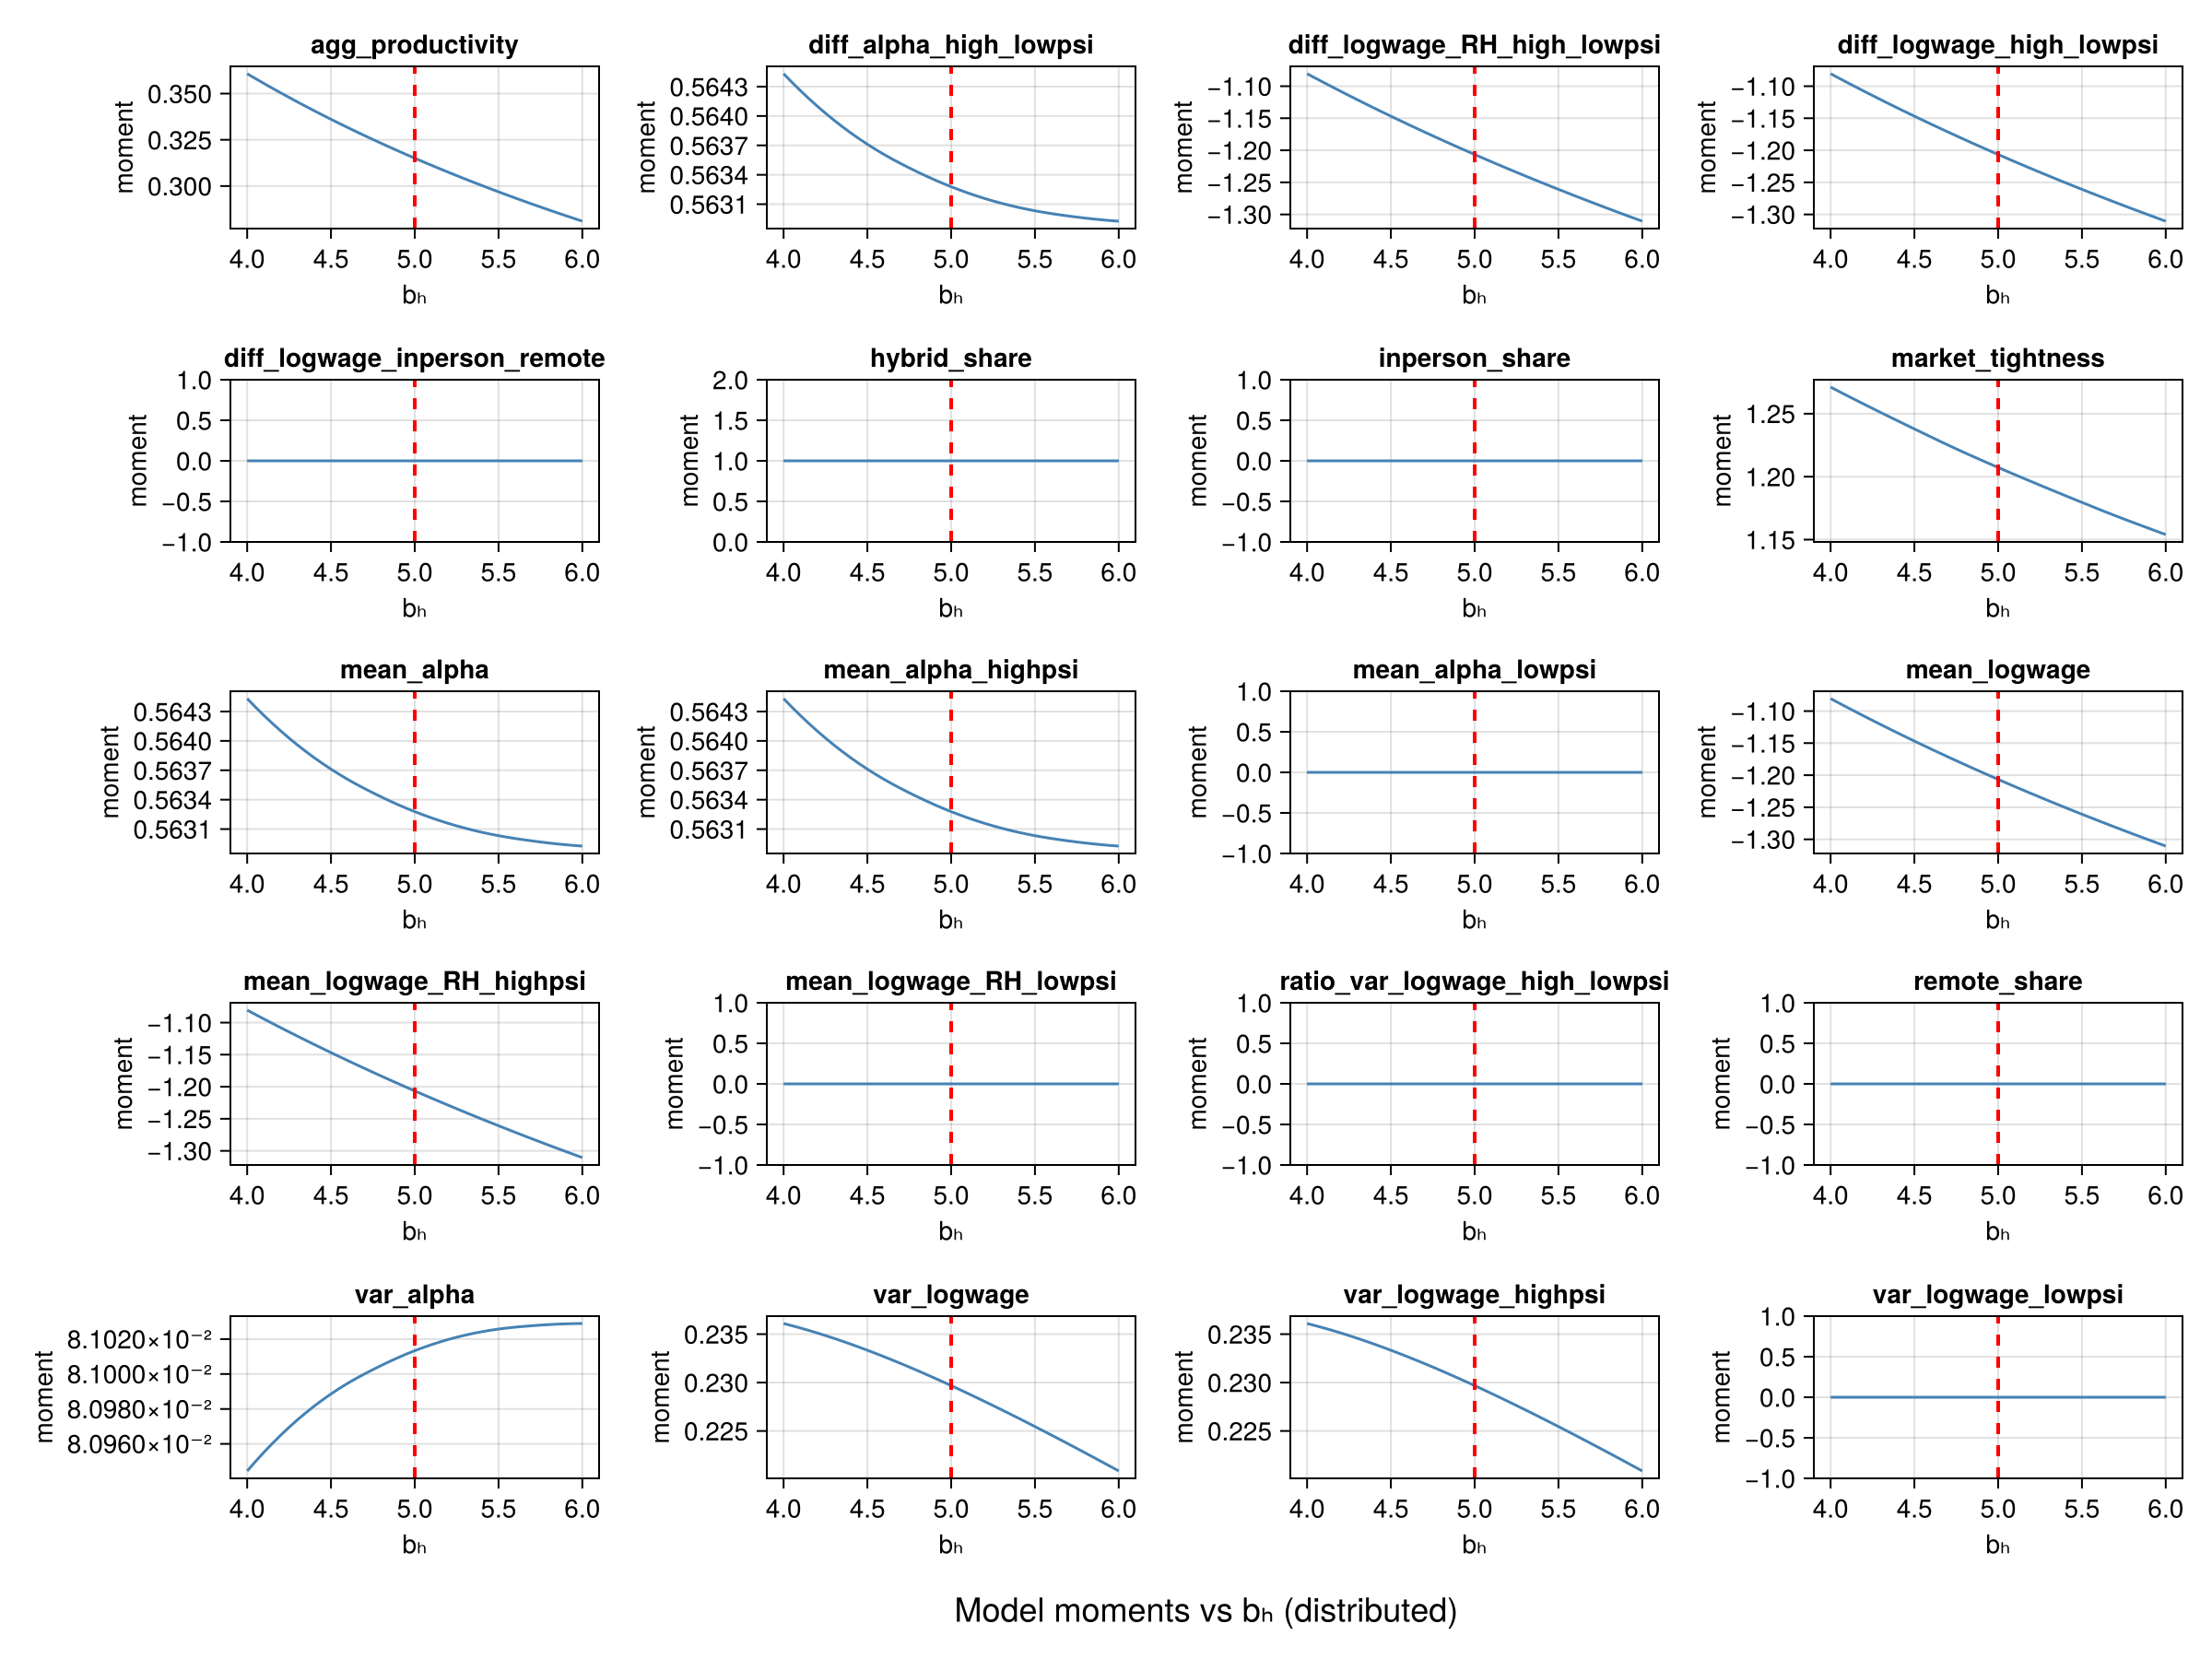 agg_productivity
moment
0.350
0.325
0.300
4.0 4.5 5.0 5.5 6.0
bₕ
diff_alpha_high_lowpsi
moment
0.5643
0.5640
0.5637
0.5634
0.5631
4.0 4.5 5.0 5.5 6.0
bₕ
diff_logwage_RH_high_lowpsi
moment
−1.10
−1.15
−1.20
−1.25
−1.30
4.0 4.5 5.0 5.5 6.0
bₕ
diff_logwage_high_lowpsi
moment
−1.10
−1.15
−1.20
−1.25
−1.30
4.0 4.5 5.0 5.5 6.0
bₕ
diff_logwage_inperson_remote
moment
1.0
0.5
0.0
−0.5
−1.0
4.0 4.5 5.0 5.5 6.0
bₕ
hybrid_share
moment
2.0
1.5
1.0
0.5
0.0
4.0 4.5 5.0 5.5 6.0
bₕ
inperson_share
moment
1.0
0.5
0.0
−0.5
−1.0
4.0 4.5 5.0 5.5 6.0
bₕ
market_tightness
moment
1.25
1.20
1.15
4.0 4.5 5.0 5.5 6.0
bₕ
mean_alpha
moment
0.5643
0.5640
0.5637
0.5634
0.5631
4.0 4.5 5.0 5.5 6.0
bₕ
mean_alpha_highpsi
moment
0.5643
0.5640
0.5637
0.5634
0.5631
4.0 4.5 5.0 5.5 6.0
bₕ
mean_alpha_lowpsi
moment
1.0
0.5
0.0
−0.5
−1.0
4.0 4.5 5.0 5.5 6.0
bₕ
mean_logwage
moment
−1.10
−1.15
−1.20
−1.25
−1.30
4.0 4.5 5.0 5.5 6.0
bₕ
mean_logwage_RH_highpsi
moment
−1.10
−1.15
−1.20
−1.25
−1.30
4.0 4.5 5.0 5.5 6.0
bₕ
mean_logwage_RH_lowpsi
moment
1.0
0.5
0.0
−0.5
−1.0
4.0 4.5 5.0 5.5 6.0
bₕ
ratio_var_logwage_high_lowpsi
moment
1.0
0.5
0.0
−0.5
−1.0
4.0 4.5 5.0 5.5 6.0
bₕ
remote_share
moment
1.0
0.5
0.0
−0.5
−1.0
4.0 4.5 5.0 5.5 6.0
bₕ
var_alpha
moment
8.1020×10⁻²
8.1000×10⁻²
8.0980×10⁻²
8.0960×10⁻²
4.0 4.5 5.0 5.5 6.0
bₕ
var_logwage
moment
0.235
0.230
0.225
4.0 4.5 5.0 5.5 6.0
bₕ
var_logwage_highpsi
moment
0.235
0.230
0.225
4.0 4.5 5.0 5.5 6.0
bₕ
var_logwage_lowpsi
moment
1.0
0.5
0.0
−0.5
−1.0
4.0 4.5 5.0 5.5 6.0
bₕ
Model moments vs bₕ (distributed)